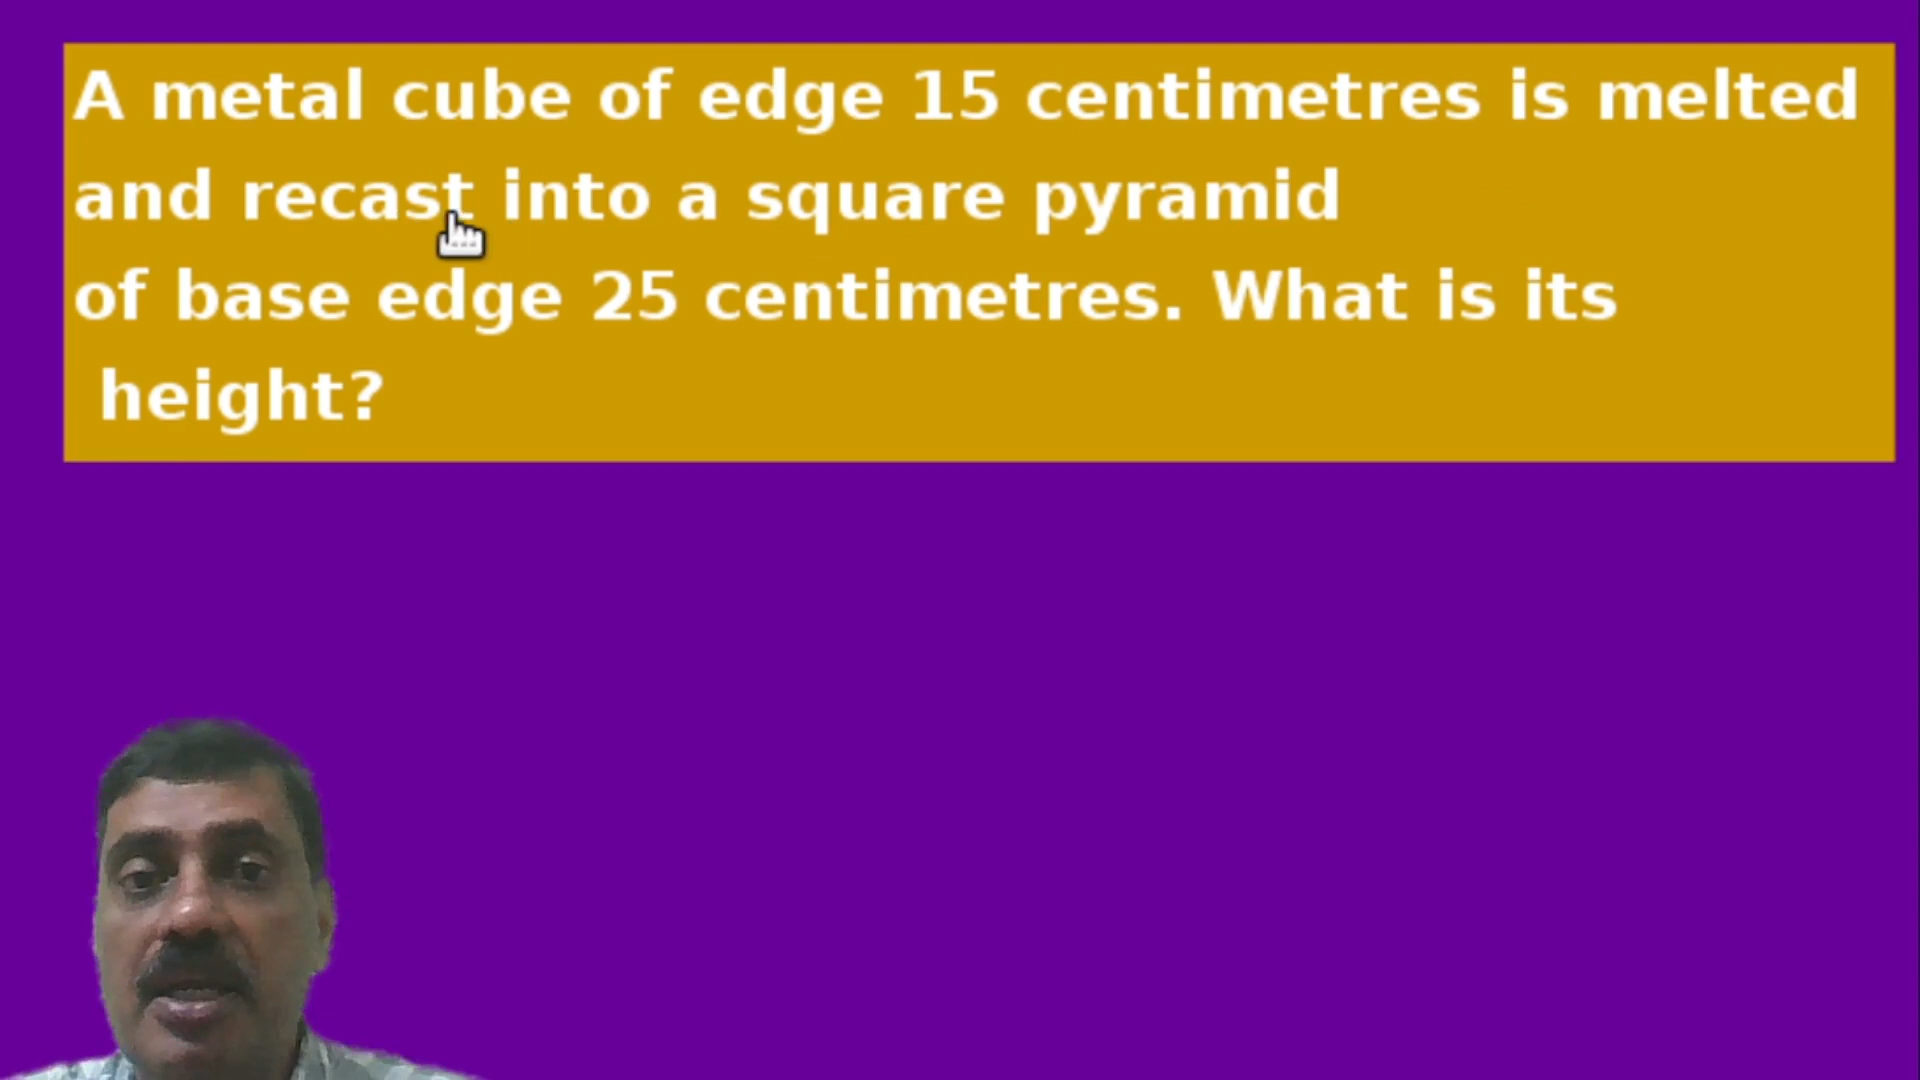 A metal cube of edge 15 centimetres is melted
and recast into a square pyramid
of base edge 25 centimetres. What is its
height?